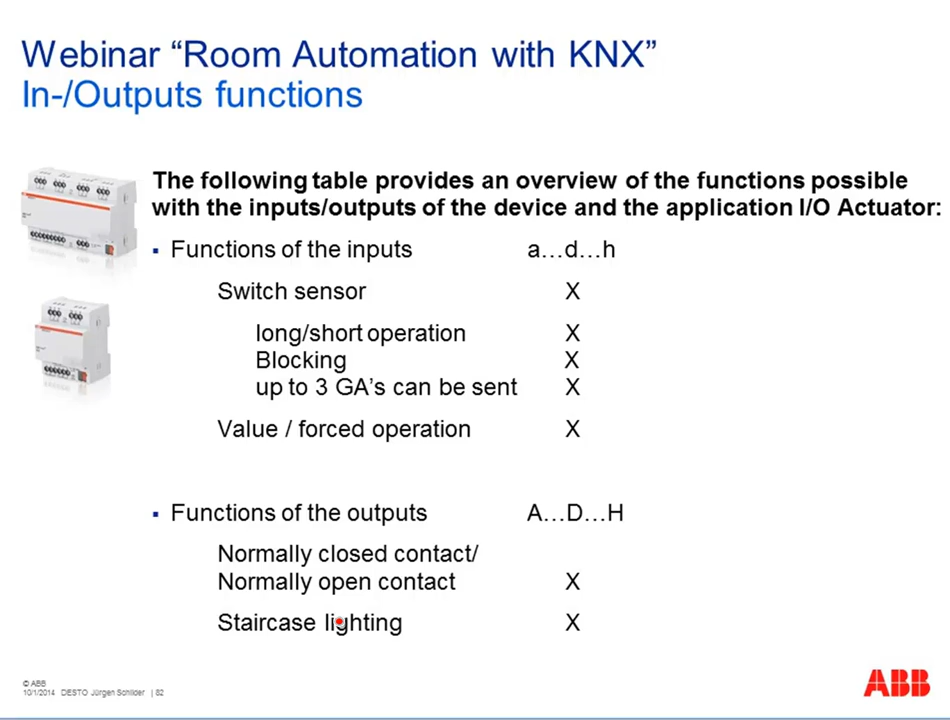 Webinar “Room Automation with KNX”
In-/Outputs functions
The following table provides an overview of the functions possible
with the inputs/outputs of the device and the application I/O Actuator:
▪ Functions of the inputs a…d…h
Switch sensor X
long/short operation X
Blocking X
up to 3 GA’s can be sent X
Value / forced operation X
▪ Functions of the outputs A…D…H
Normally closed contact/
Normally open contact X
Staircase lighting X
© ABB
10/1/2014 DESTO Jürgen Schilder | 82
ABB